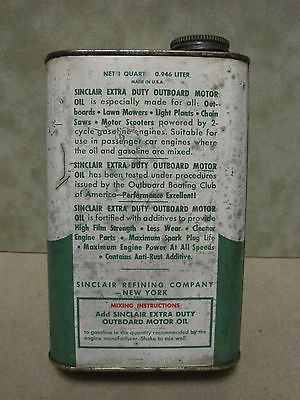 NET 1 QUART 0.946 LITER
MADE IN U.S.A.
SINCLAIR EXTRA DUTY OUTBOARD MOTOR
OIL is especially made for all: Out-
boards • Lawn Mowers • Light Plants • Chain
Saws • Motor Scooters powered by 2-
cycle gasoline engines. Suitable for
use in passenger car engines where
the oil and gasoline are mixed.
SINCLAIR EXTRA DUTY OUTBOARD MOTOR
OIL has been tested under procedures
issued by the Outboard Boating Club
of America—Performance Excellent!
SINCLAIR EXTRA DUTY OUTBOARD MOTOR
OIL is fortified with additives to provide
High Film Strength • Less Wear • Cleaner
Engine Parts • Maximum Spark Plug Life
• Maximum Engine Power At All Speeds
• Contains Anti-Rust Additive.
SINCLAIR REFINING COMPANY
—NEW YORK
MIXING INSTRUCTIONS
Add SINCLAIR EXTRA DUTY
OUTBOARD MOTOR OIL
to gasoline in the quantity recommended by the
engine manufacturer. Shake to mix well.